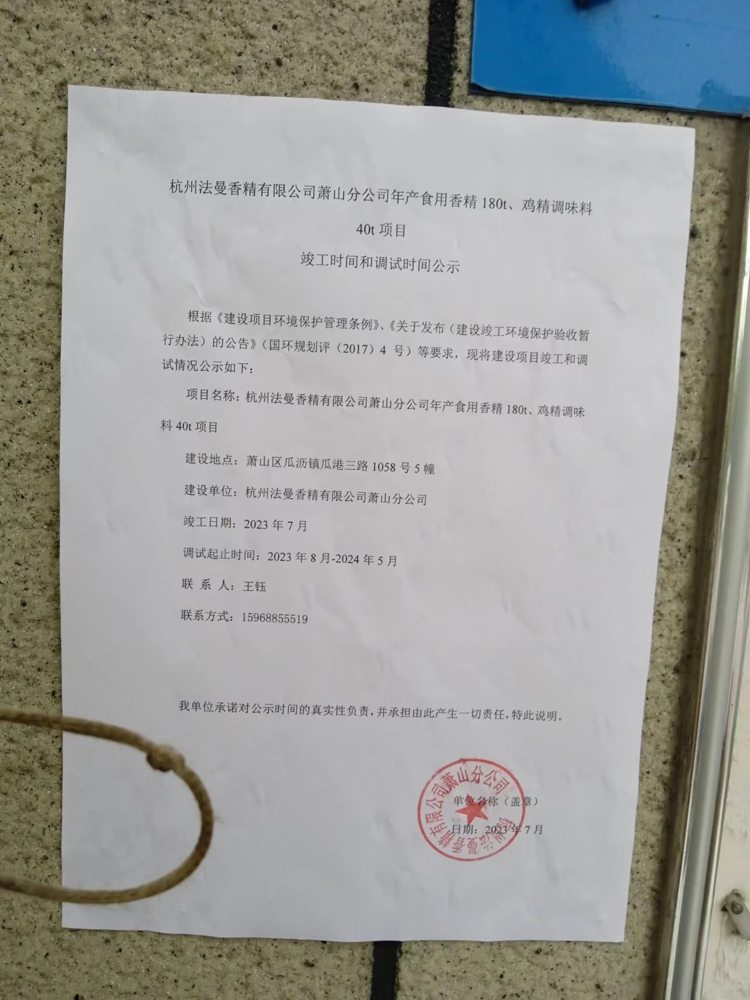 杭州法曼香精有限公司萧山分公司年产食用香精 180t、鸡精调味料
40t 项目
竣工时间和调试时间公示
根据《建设项目环境保护管理条例》、《关于发布（建设竣工环境保护验收暂
行办法）的公告》（国环规划评（2017）4 号）等要求，现将建设项目竣工和调
试情况公示如下：
项目名称：杭州法曼香精有限公司萧山分公司年产食用香精 180t、鸡精调味
料 40t 项目
建设地点：萧山区瓜沥镇瓜港三路 1058 号 5 幢
建设单位：杭州法曼香精有限公司萧山分公司
竣工日期：2023 年 7 月
调试起止时间：2023 年 8 月-2024 年 5 月
联 系 人：王钰
联系方式：15968855519
我单位承诺对公示时间的真实性负责，并承担由此产生一切责任，特此说明。
单位名称（盖章）
日期：2023 年 7 月
杭州法曼香精有限公司萧山分公司